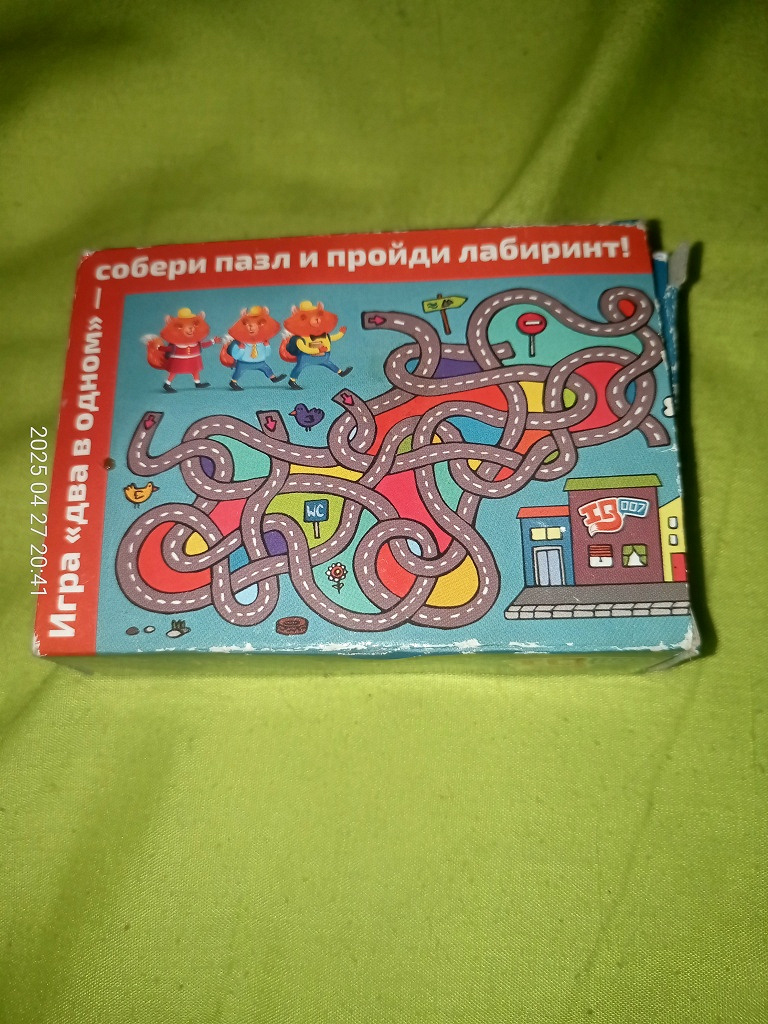 Игра «два в одном» –
собери пазл и пройди лабиринт!
WC
007
2025 04 27 20:41